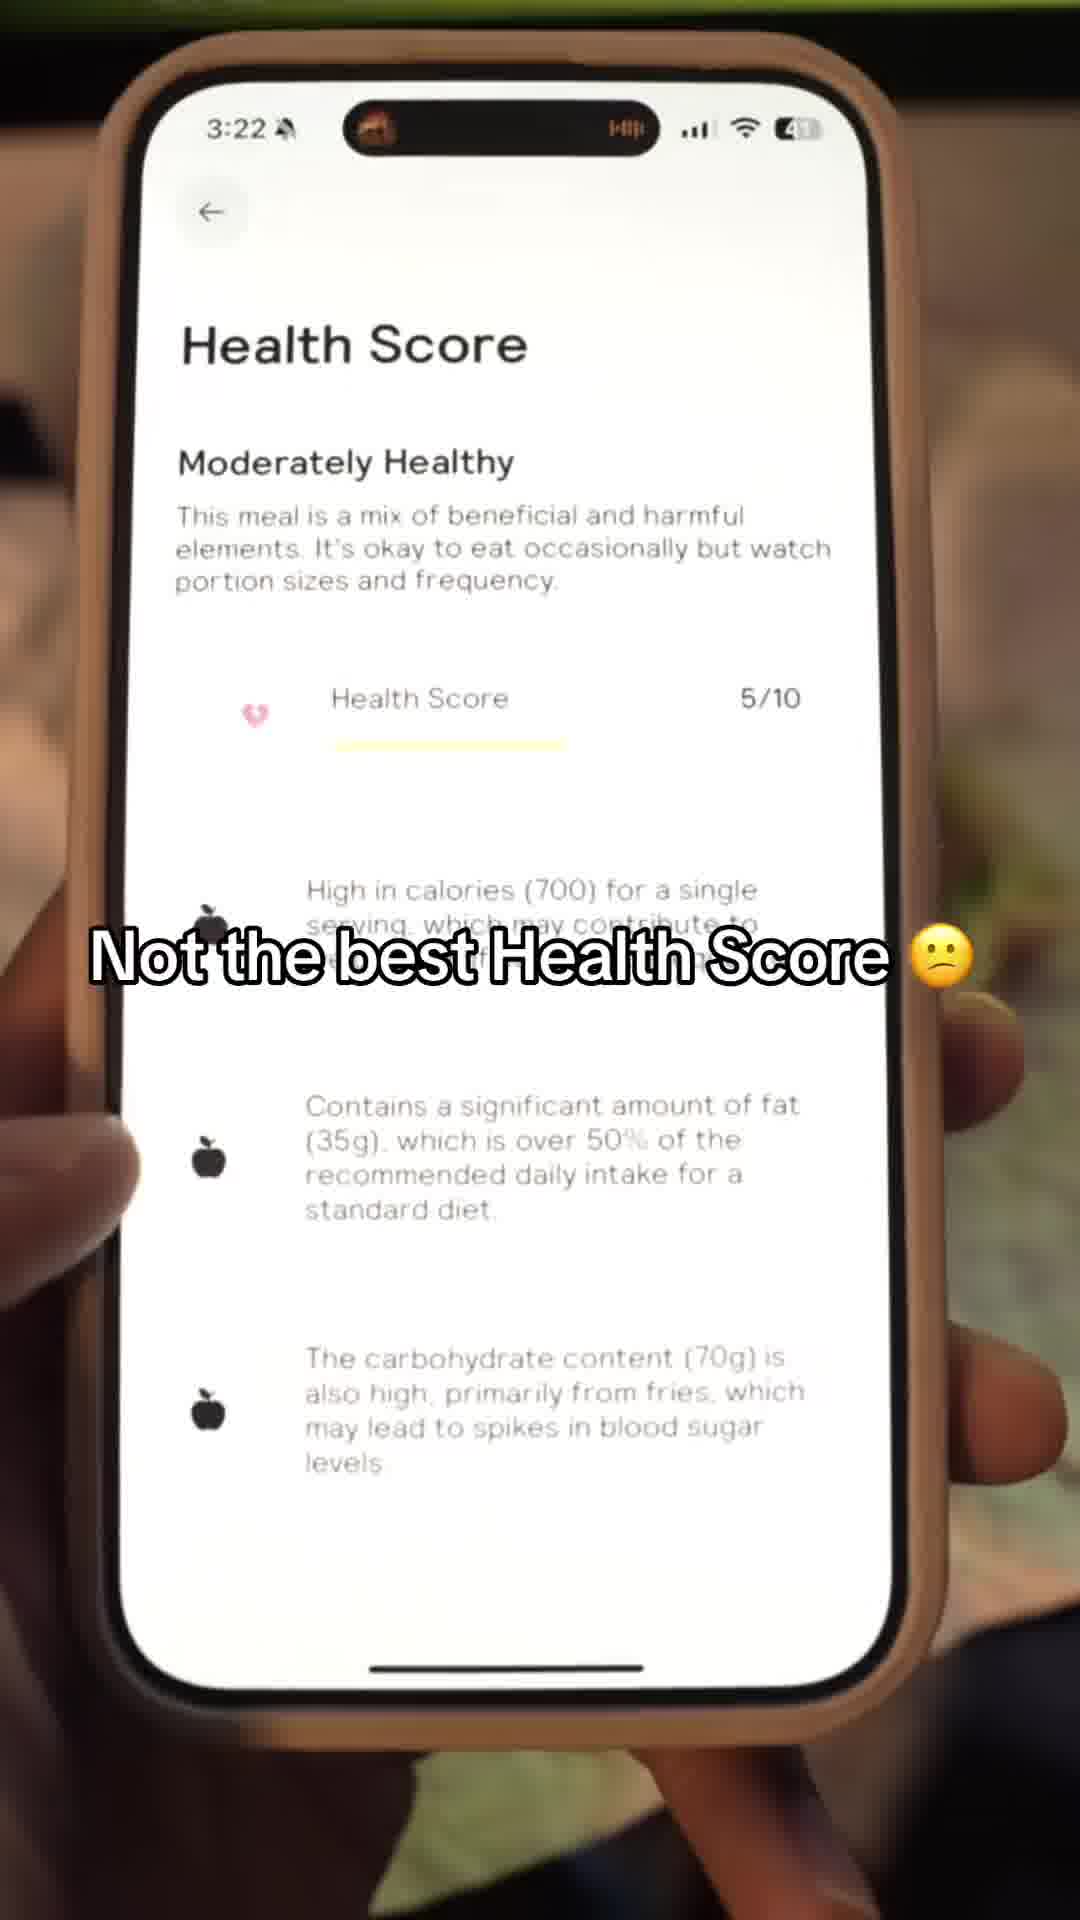 3:22
41
Health Score
Moderately Healthy
This meal is a mix of beneficial and harmful
elements. It's okay to eat occasionally but watch
portion sizes and frequency.
Health Score 5/10
High in calories (700) for a single
serving, which may contribute to
Not the best Health Score 😕
Contains a significant amount of fat
(35g), which is over 50% of the
recommended daily intake for a
standard diet.
The carbohydrate content (70g) is
also high, primarily from fries, which
may lead to spikes in blood sugar
levels.